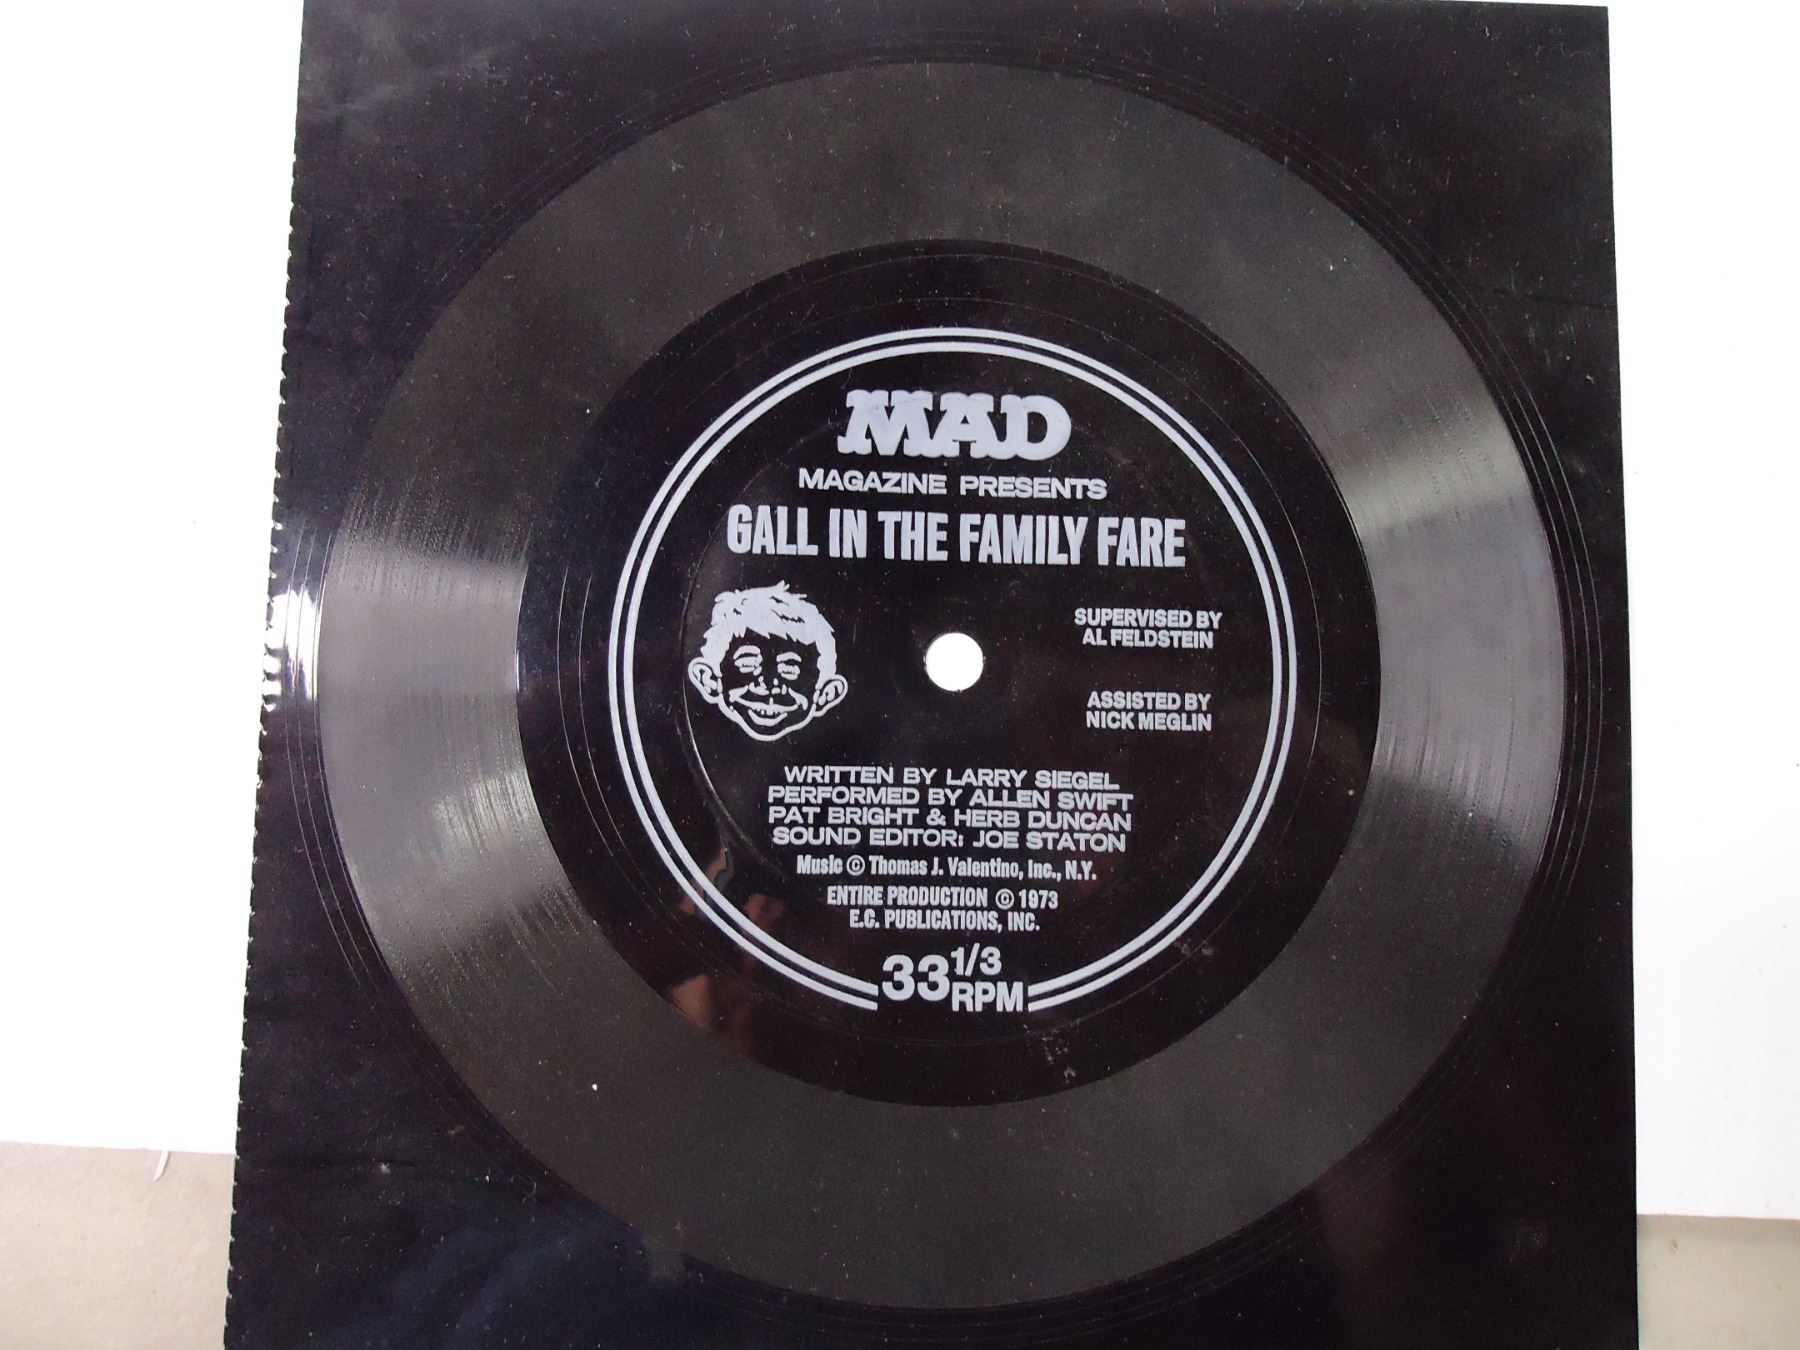 MAD
MAGAZINE PRESENTS
GALL IN THE FAMILY FARE
SUPERVISED BY
AL FELDSTEIN
ASSISTED BY
NICK MEGLIN
WRITTEN BY LARRY SIEGEL
PERFORMED BY ALLEN SWIFT
PAT BRIGHT & HERB DUNCAN
SOUND EDITOR: JOE STATON
Music © Thomas J. Valentino, Inc., N.Y.
ENTIRE PRODUCTION © 1973
E.C. PUBLICATIONS, INC.
33 1/3
RPM